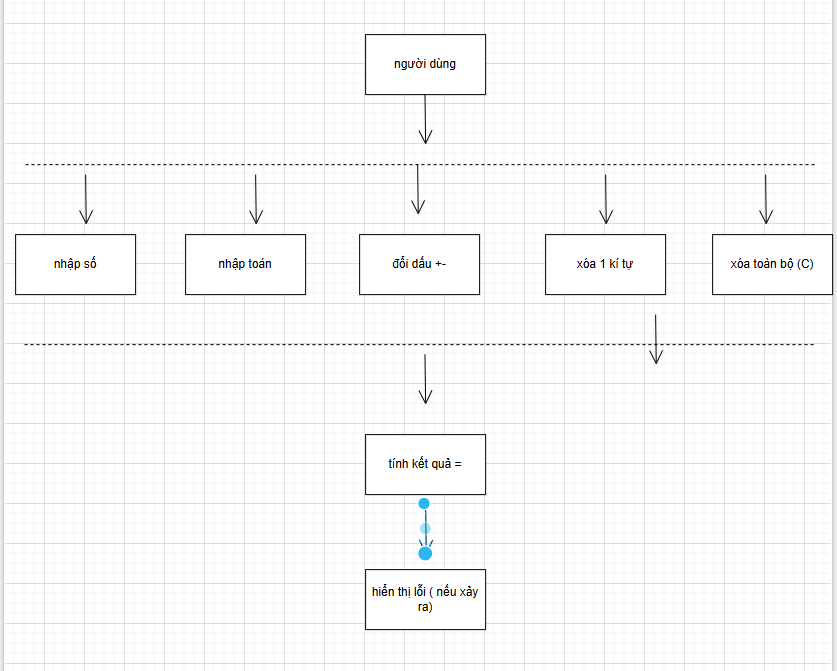 người dùng
nhập số
nhập toán
đổi dấu +-
xóa 1 kí tự
xóa toàn bộ (C)
tính kết quả =
hiển thị lỗi ( nếu xảy
ra)